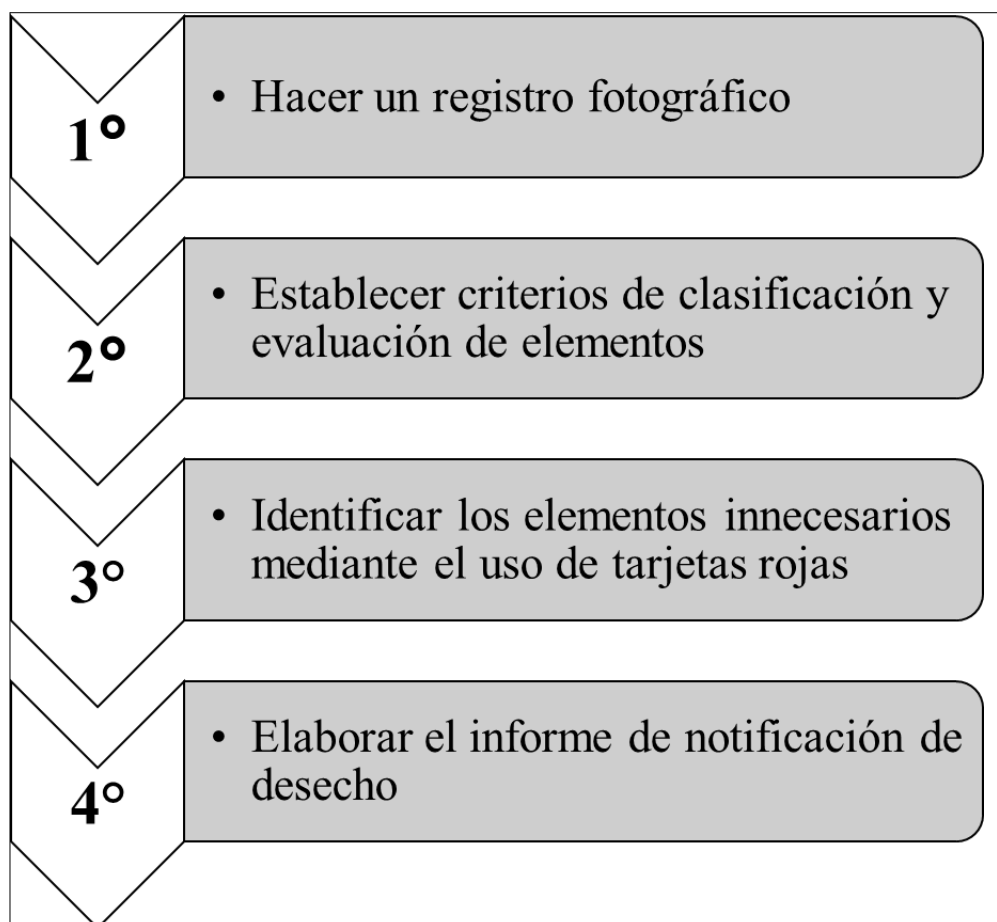 1°
• Hacer un registro fotográfico
2°
• Establecer criterios de clasificación y
evaluación de elementos
3°
• Identificar los elementos innecesarios
mediante el uso de tarjetas rojas
4°
• Elaborar el informe de notificación de
desecho